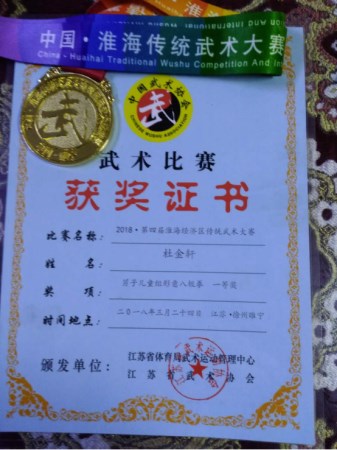 中国·淮海传统武术大赛
China - Huaihai Traditional Wushu Competition And
武
中国武术协会
武
CHINESE WUSHU ASSOCIATION
武术比赛
获奖证书
比赛名称: 2018·第四届淮海经济区传统武术大赛
姓 名: 杜金轩
奖 项: 男子儿童组形意八极拳 一等奖
时间地点: 二〇一八年三月二十四日 江苏·徐州睢宁
颁发单位: 江苏省体育局武术运动管理中心
江苏省武术协会